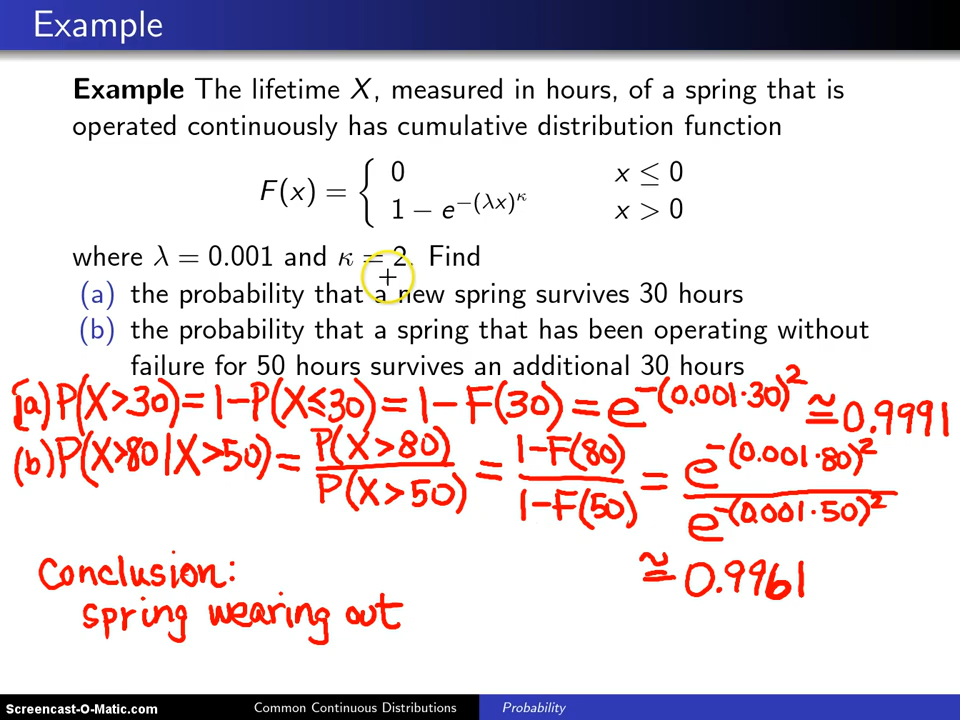 Example
Example The lifetime X, measured in hours, of a spring that is
operated continuously has cumulative distribution function
F(x) = { 0 x ≤ 0
1 − e^{−(λx)^κ} x > 0
where λ = 0.001 and κ = 2. Find
(a) the probability that a new spring survives 30 hours
(b) the probability that a spring that has been operating without
failure for 50 hours survives an additional 30 hours
(a) P(X>30) = 1−P(X≤30) = 1−F(30) = e^{−(0.001·30)^2} ≅ 0.9991
(b) P(X>80|X>50) = P(X>80)/P(X>50) = (1−F(80))/(1−F(50)) = e^{−(0.001·80)^2}/e^{−(0.001·50)^2}
≅ 0.9961
Conclusion:
spring wearing out
Screencast-O-Matic.com Common Continuous Distributions Probability